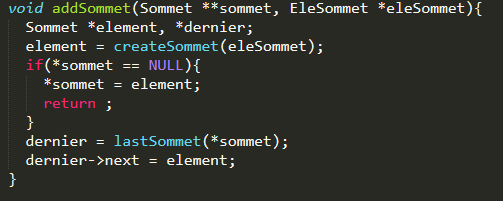 void addSommet(Sommet **sommet, EleSommet *eleSommet){
  Sommet *element, *dernier;
  element = createSommet(eleSommet);
  if(*sommet == NULL){
    *sommet = element;
    return ;
  }
  dernier = lastSommet(*sommet);
  dernier->next = element;
}